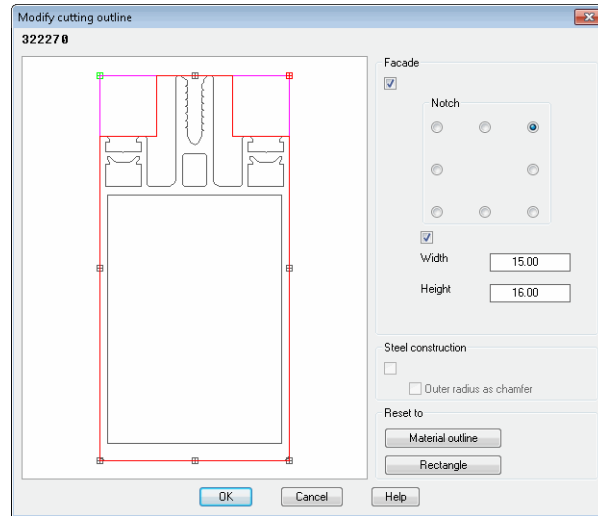 Modify cutting outline
322270
Facade
Notch
Width 15.00
Height 16.00
Steel construction
Outer radius as chamfer
Reset to
Material outline
Rectangle
OK Cancel Help